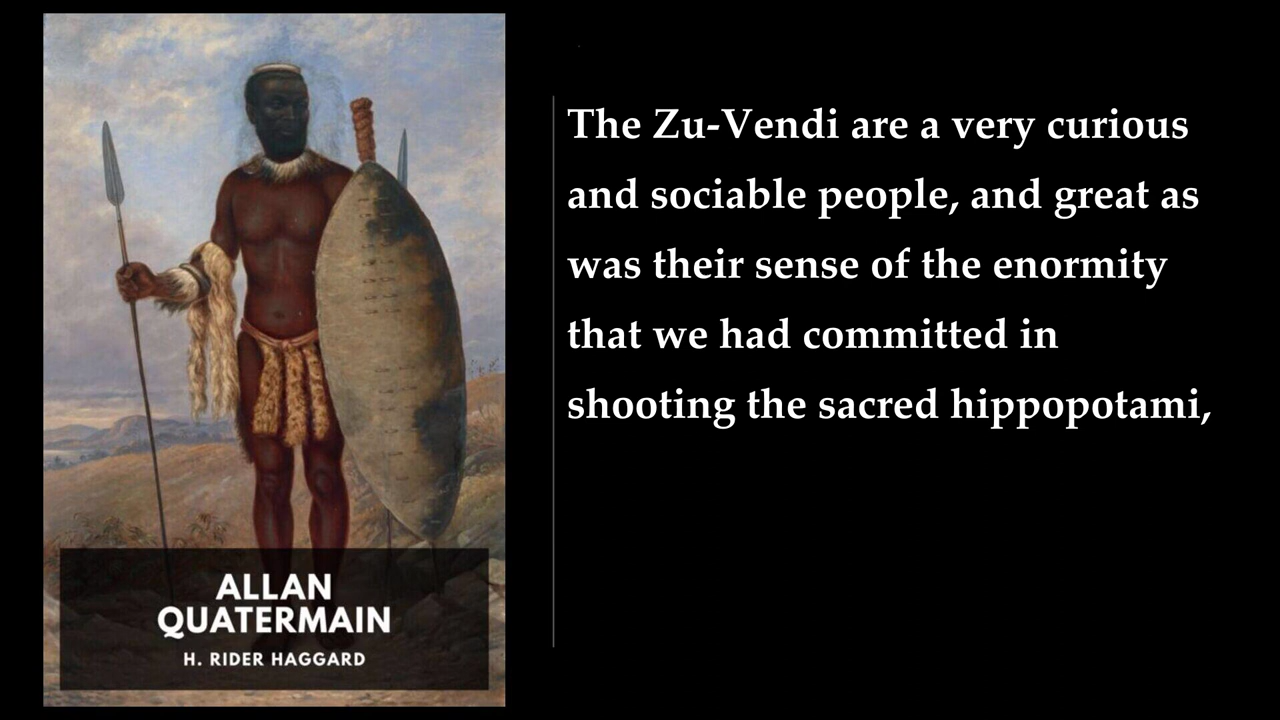 The Zu-Vendi are a very curious
and sociable people, and great as
was their sense of the enormity
that we had committed in
shooting the sacred hippopotami,
ALLAN
QUATERMAIN
H. RIDER HAGGARD